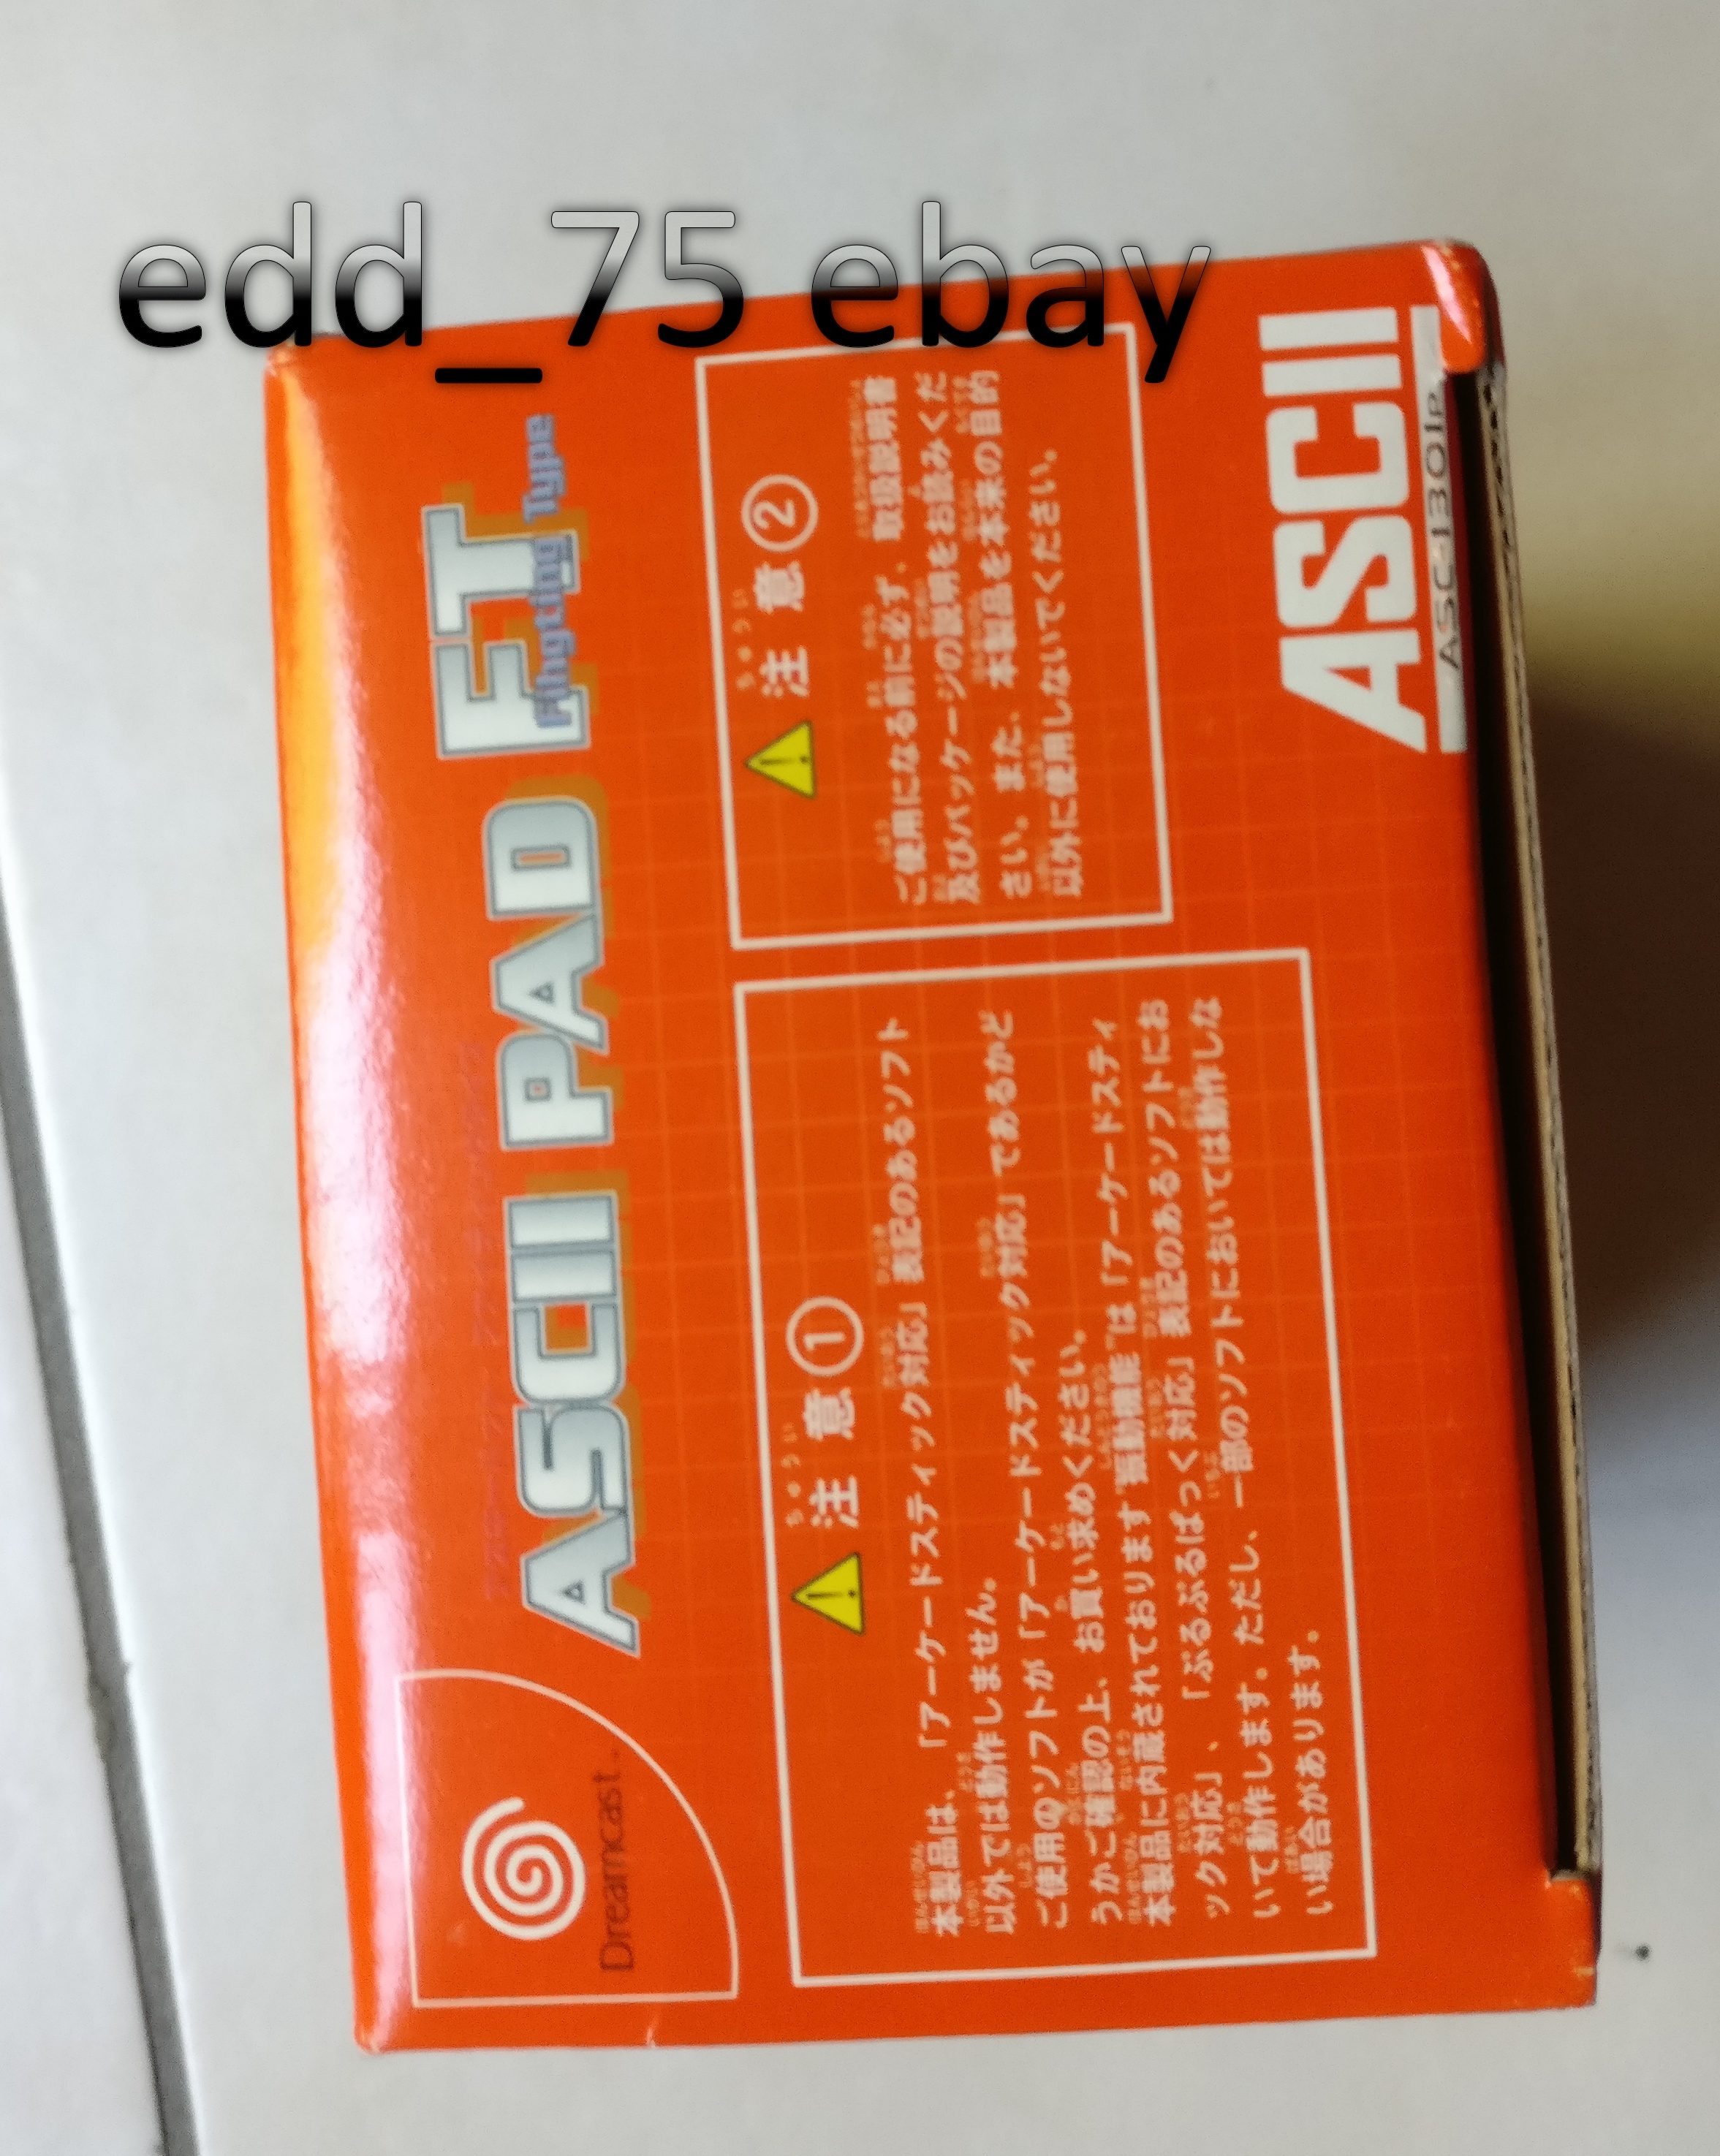 edd_75 ebay
Dreamcast.
ASCII PAD FT
Fihgting Type
注意①
ちゅうい
本製品は、「アーケードスティック対応」表記のあるソフト
以外では動作しません。
ご使用のソフトが「アーケードスティック対応」であるかど
うかご確認の上、お買い求めください。
本製品に内蔵されております"振動機能"は「アーケードスティ
ック対応」、「ぷるぷるぱっく対応」表記のあるソフトにお
いて動作します。ただし、一部のソフトにおいては動作しな
い場合があります。
注意②
ちゅうい
ご使用になる前に必ず、取扱説明書
及びパッケージの説明をお読みくだ
さい。また、本製品を本来の目的
以外に使用しないでください。
ASCII
ASC-1301P